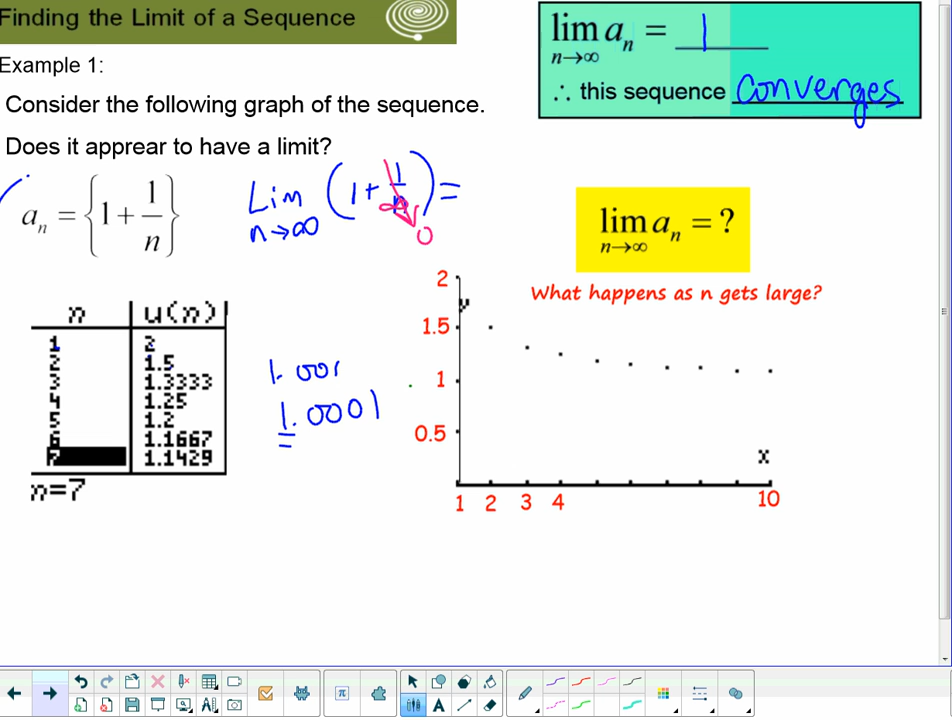 Finding the Limit of a Sequence
lim n→∞ aₙ = 1
∴ this sequence converges
Example 1:
Consider the following graph of the sequence.
Does it apprear to have a limit?
aₙ = {1 + 1/n}
Lim n→∞ (1 + 1/n) =
0
lim n→∞ aₙ = ?
What happens as n gets large?
n u(n)
1 2
2 1.5
3 1.3333
4 1.25
5 1.2
6 1.1667
7 1.1429
n=7
1.001
1.0001
y
2
1.5
1
0.5
x
1 2 3 4 10